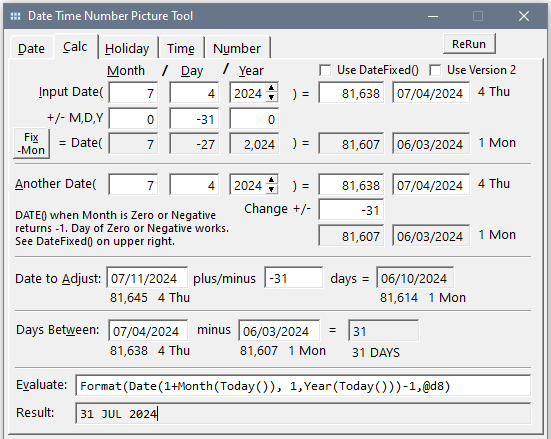 Date Time Number Picture Tool
Date Calc Holiday Time Number ReRun
Month / Day / Year Use DateFixed() Use Version 2
Input Date( 7 4 2024 ) = 81,638 07/04/2024 4 Thu
+/- M,D,Y 0 -31 0
Fix -Mon = Date( 7 -27 2,024 ) = 81,607 06/03/2024 1 Mon
Another Date( 7 4 2024 ) = 81,638 07/04/2024 4 Thu
Change +/- -31
DATE() when Month is Zero or Negative
returns -1. Day of Zero or Negative works.
See DateFixed() on upper right.
81,607 06/03/2024 1 Mon
Date to Adjust: 07/11/2024 plus/minus -31 days = 06/10/2024
81,645 4 Thu 81,614 1 Mon
Days Between: 07/04/2024 minus 06/03/2024 = 31
81,638 4 Thu 81,607 1 Mon 31 DAYS
Evaluate: Format(Date(1+Month(Today()), 1,Year(Today()))-1,@d8)
Result: 31 JUL 2024